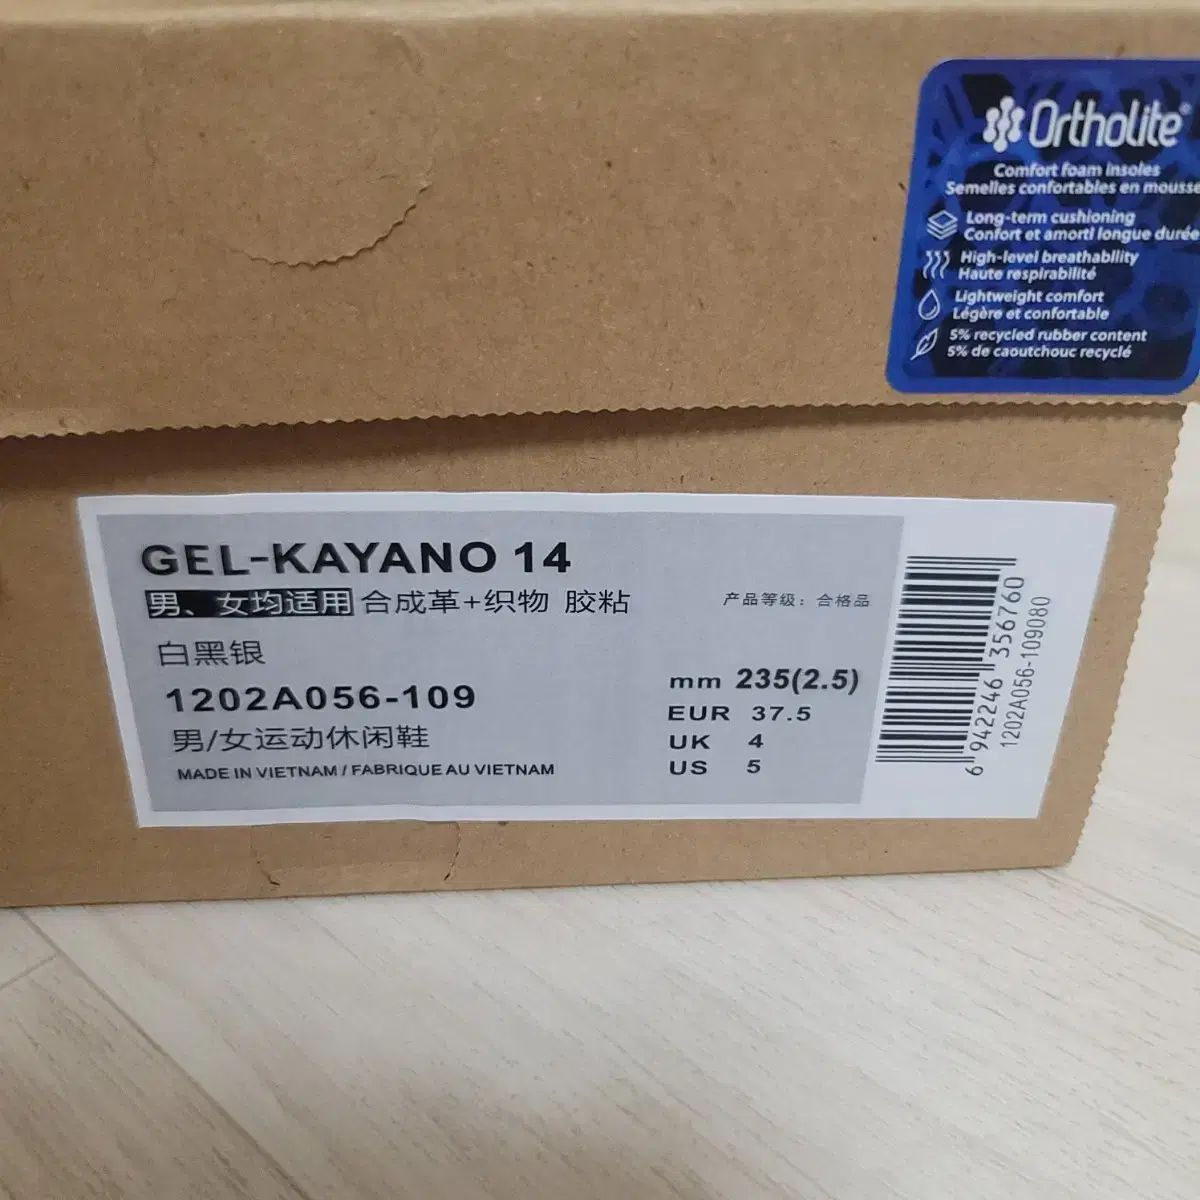 Ortholite®
Comfort foam insoles
Semelles confortables en mousse
Long-term cushioning
Confort et amorti longue durée
High-level breathability
Haute respirabilité
Lightweight comfort
Légère et confortable
5% recycled rubber content
5% de caoutchouc recyclé
GEL-KAYANO 14
男、女均适用 合成革+织物 胶粘
产品等级：合格品
白黑银
1202A056-109
男/女运动休闲鞋
MADE IN VIETNAM / FABRIQUE AU VIETNAM
mm 235(2.5)
EUR 37.5
UK 4
US 5
6 942246 356760
1202A056-109080